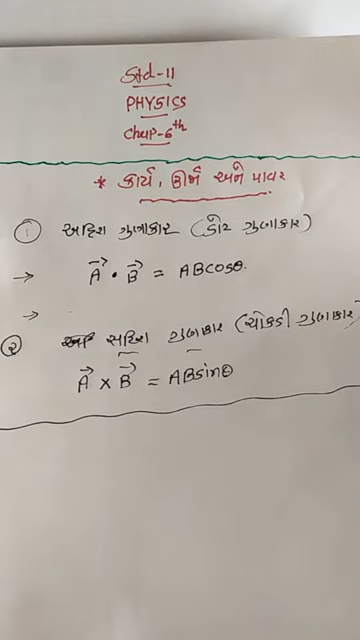 Std-11
PHYSICS
Chap-6th
* કાર્ય, ઊર્જા અને પાવર
① અદિશ ગુણાકાર (ડોટ ગુણાકાર)
→ A⃗ · B⃗ = ABcosθ.
→
② સદિશ ગુણાકાર (ચોકડી ગુણાકાર)
A⃗ × B⃗ = ABsinθ